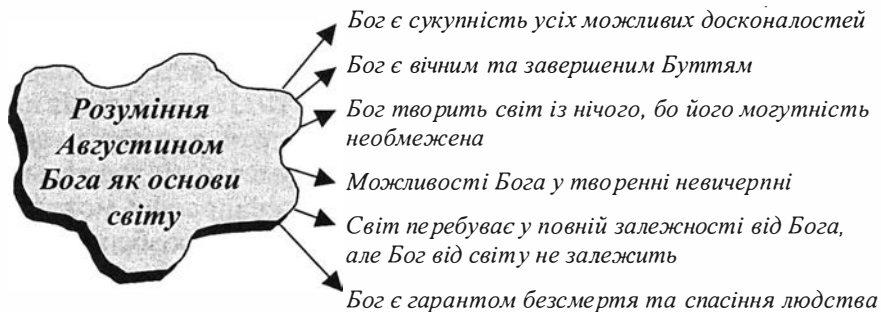 Розуміння
Августином
Бога як основи
світу
Бог є сукупність усіх можливих досконалостей
Бог є вічним та завершеним Буттям
Бог творить світ із нічого, бо його могутність
необмежена
Можливості Бога у творенні невичерпні
Світ перебуває у повній залежності від Бога,
але Бог від світу не залежить
Бог є гарантом безсмертя та спасіння людства